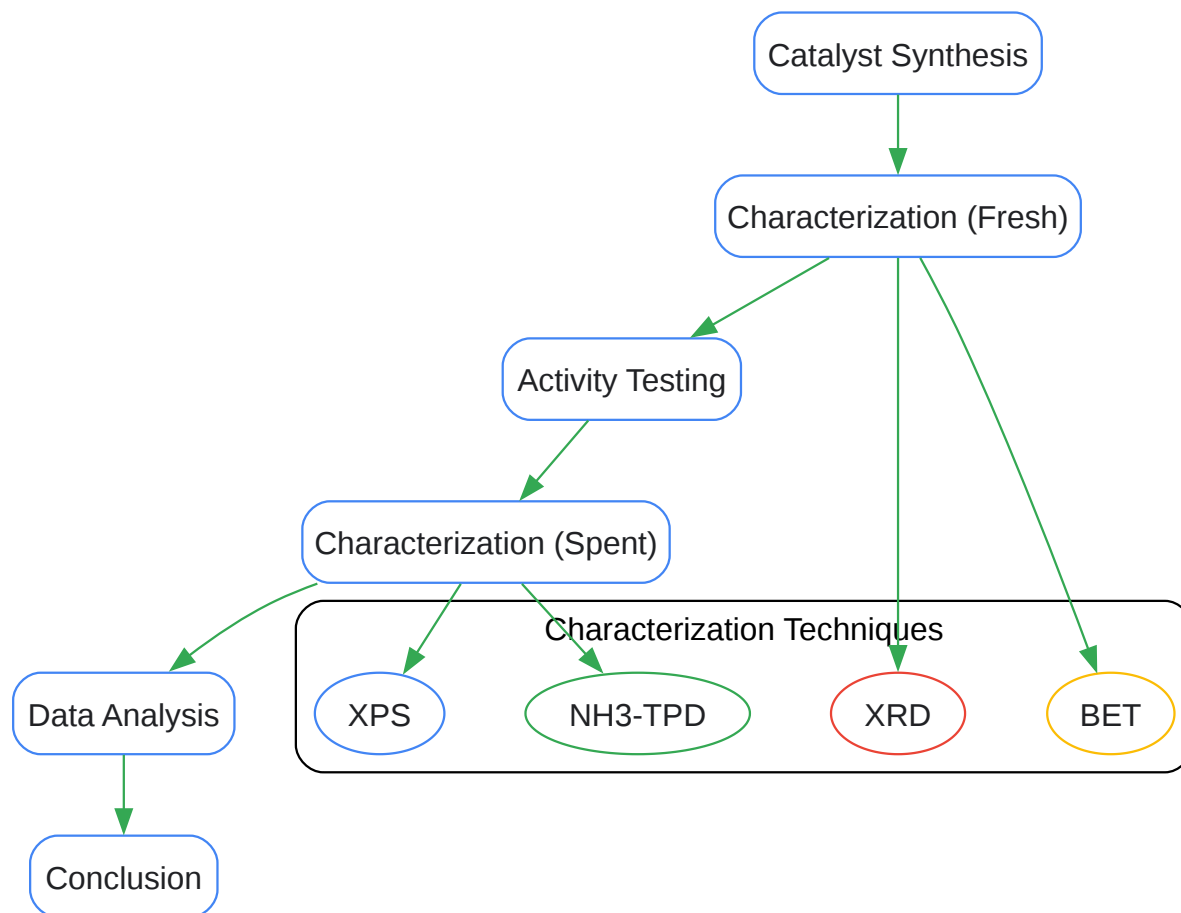 Catalyst Synthesis
Characterization (Fresh)
Activity Testing
Characterization (Spent)
Characterization Techniques
Data Analysis
XPS
NH3-TPD
XRD
BET
Conclusion